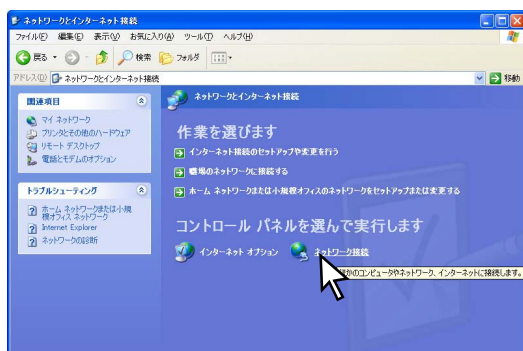 ネットワークとインターネット接続
ファイル(F) 編集(E) 表示(V) お気に入り(A) ツール(T) ヘルプ(H)
戻る 検索 フォルダ
アドレス(D) ネットワークとインターネット接続 移動
関連項目
マイ ネットワーク
プリンタとその他のハードウェア
リモート デスクトップ
電話とモデムのオプション
トラブルシューティング
ホーム ネットワークまたは小規
模オフィス ネットワーク
Internet Explorer
ネットワークの診断
ネットワークとインターネット接続
作業を選びます
インターネット接続のセットアップや変更を行う
職場のネットワークに接続する
ホーム ネットワークまたは小規模オフィスのネットワークをセットアップまたは変更する
コントロール パネルを選んで実行します
インターネット オプション ネットワーク接続
かのコンピュータやネットワーク、インターネットに接続します。